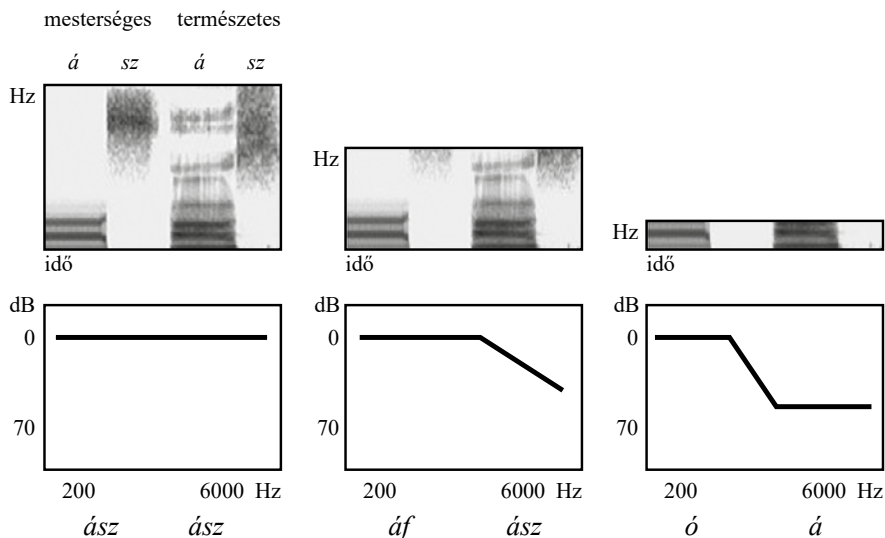 mesterséges természetes
á sz á sz
Hz
idő
Hz
idő
Hz
idő
dB
0
70
200 6000 Hz
ász ász
dB
0
70
200 6000 Hz
áf ász
dB
0
70
200 6000 Hz
ó á